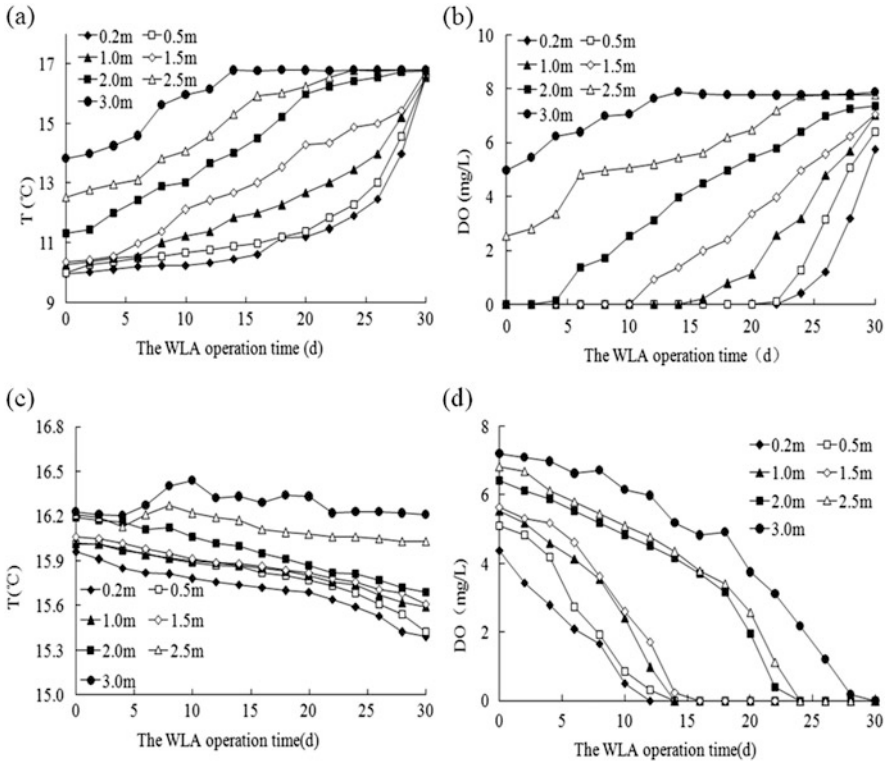 (a)
0.2m 0.5m
1.0m 1.5m
2.0m 2.5m
3.0m
17
15
13
11
9
T (℃)
0 5 10 15 20 25 30
The WLA operation time (d)
(b)
0.2m 0.5m
1.0m 1.5m
2.0m 2.5m
3.0m
10
8
6
4
2
0
DO (mg/L)
0 5 10 15 20 25 30
The WLA operation time（d）
(c)
16.8
16.5
16.2
15.9
15.6
15.3
15.0
T(℃)
0.2m 0.5m
1.0m 1.5m
2.0m 2.5m
3.0m
0 5 10 15 20 25 30
The WLA operation time(d)
(d)
8
6
4
2
0
DO (mg/L)
0.2m 0.5m
1.0m 1.5m
2.0m 2.5m
3.0m
0 5 10 15 20 25 30
The WLA operation time(d)